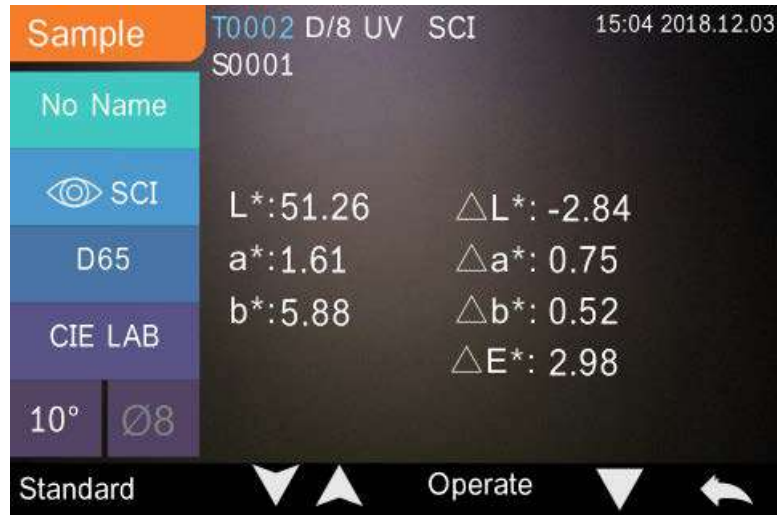 Sample
T0002 D/8 UV SCI
15:04 2018.12.03
S0001
No Name
SCI
D65
CIE LAB
10°
Ø8
L*:51.26
△L*: -2.84
a*:1.61
△a*: 0.75
b*:5.88
△b*: 0.52
△E*: 2.98
Standard
Operate